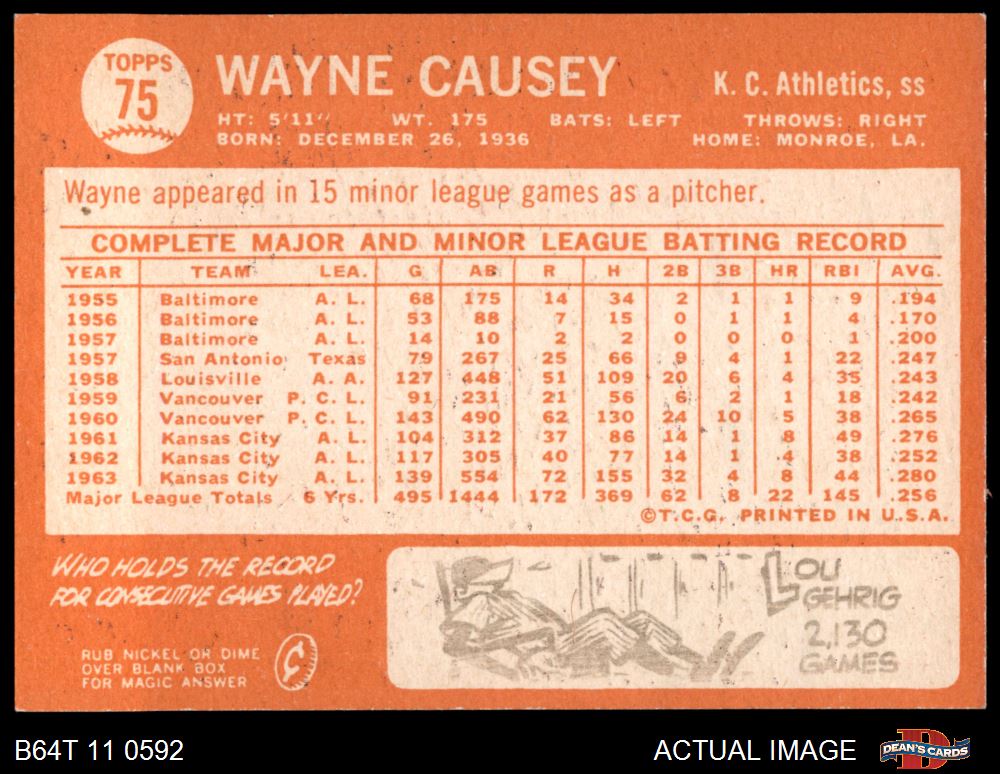 TOPPS
75
WAYNE CAUSEY
K. C. Athletics, ss
HT: 5'11" WT. 175 BATS: LEFT THROWS: RIGHT
BORN: DECEMBER 26, 1936 HOME: MONROE, LA.
Wayne appeared in 15 minor league games as a pitcher.
COMPLETE MAJOR AND MINOR LEAGUE BATTING RECORD
YEAR TEAM LEA. G AB R H 2B 3B HR RBI AVG.
1955 Baltimore A. L. 68 175 14 34 2 1 1 9 .194
1956 Baltimore A. L. 53 88 7 15 0 1 1 4 .170
1957 Baltimore A. L. 14 10 2 2 0 0 0 1 .200
1957 San Antonio Texas 79 267 25 66 9 4 1 22 .247
1958 Louisville A. A. 127 448 51 109 20 6 4 35 .243
1959 Vancouver P. C. L. 91 231 21 56 6 2 1 18 .242
1960 Vancouver P. C. L. 143 490 62 130 24 10 5 38 .265
1961 Kansas City A. L. 104 312 37 86 14 1 8 49 .276
1962 Kansas City A. L. 117 305 40 77 14 1 4 38 .252
1963 Kansas City A. L. 139 554 72 155 32 4 8 44 .280
Major League Totals 6 Yrs. 495 1444 172 369 62 8 22 145 .256
©T.C.G. PRINTED IN U.S.A.
WHO HOLDS THE RECORD
FOR CONSECUTIVE GAMES PLAYED?
RUB NICKEL OR DIME
OVER BLANK BOX
FOR MAGIC ANSWER
¢
LOU
GEHRIG
2,130
GAMES
B64T 11 0592
ACTUAL IMAGE
DEAN'S CARDS